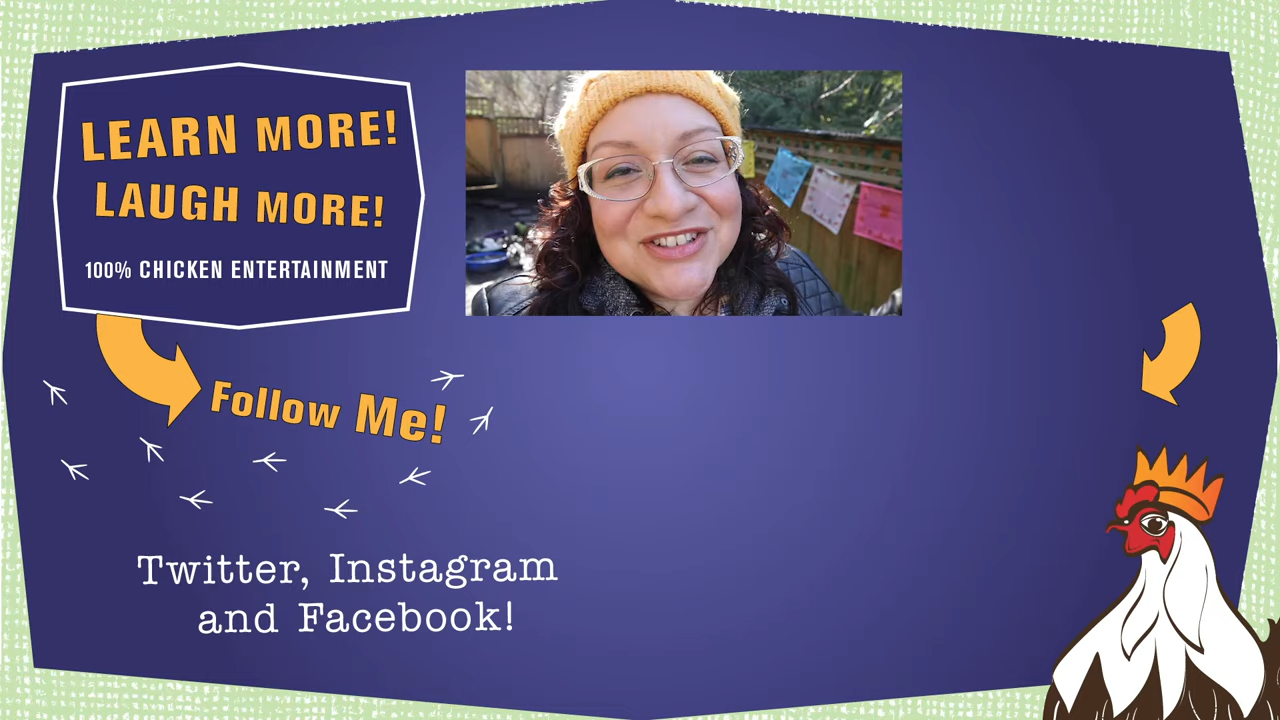 LEARN MORE!
LAUGH MORE!
100% CHICKEN ENTERTAINMENT
Follow Me!
Twitter, Instagram
and Facebook!